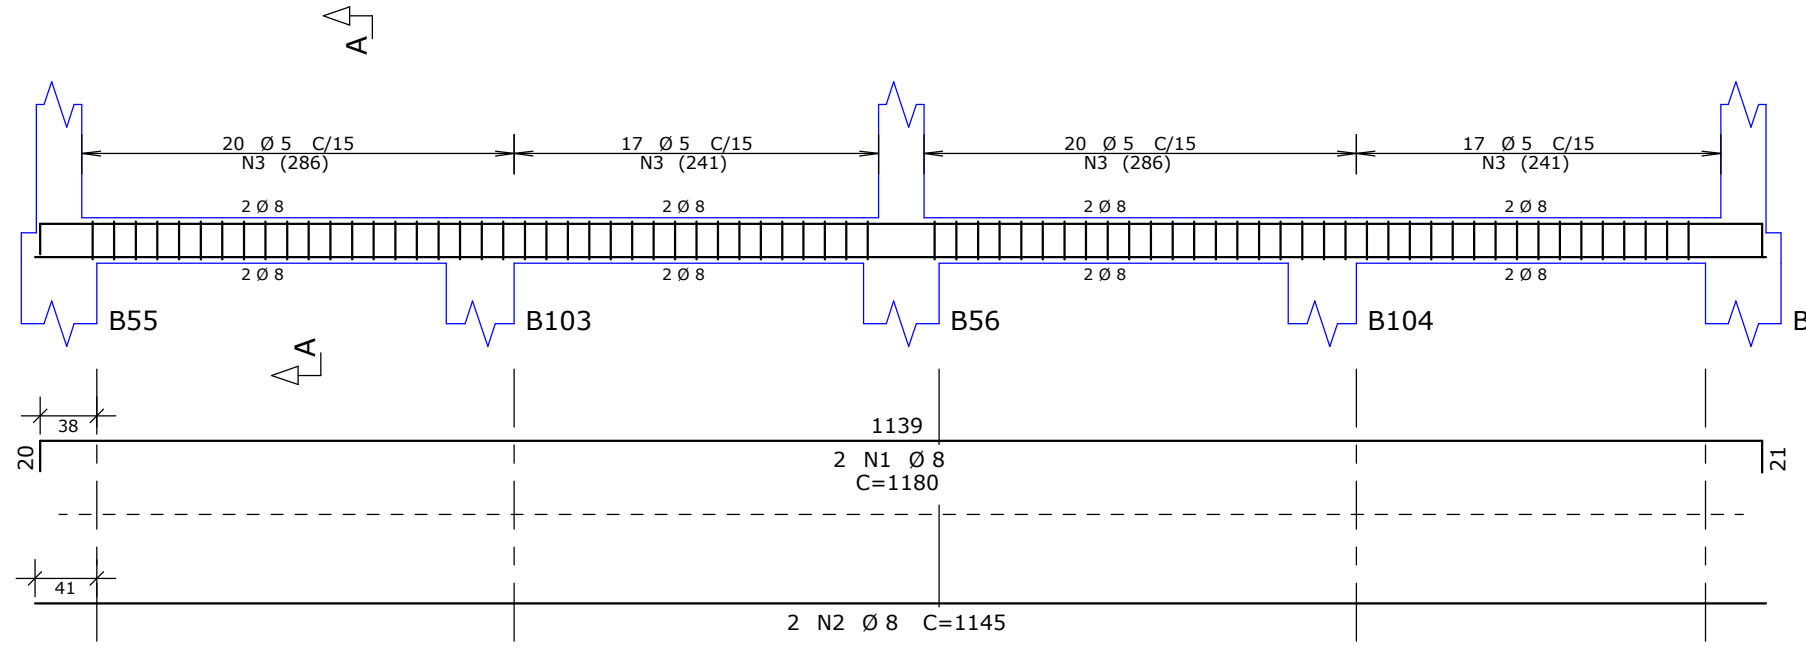 A
20 Ø 5 C/15
N3 (286)
17 Ø 5 C/15
N3 (241)
20 Ø 5 C/15
N3 (286)
17 Ø 5 C/15
N3 (241)
2 Ø 8
2 Ø 8
2 Ø 8
2 Ø 8
2 Ø 8
2 Ø 8
2 Ø 8
2 Ø 8
B55
B103
B56
B104
B
A
38
1139
20
2 N1 Ø 8
21
C=1180
41
2 N2 Ø 8 C=1145